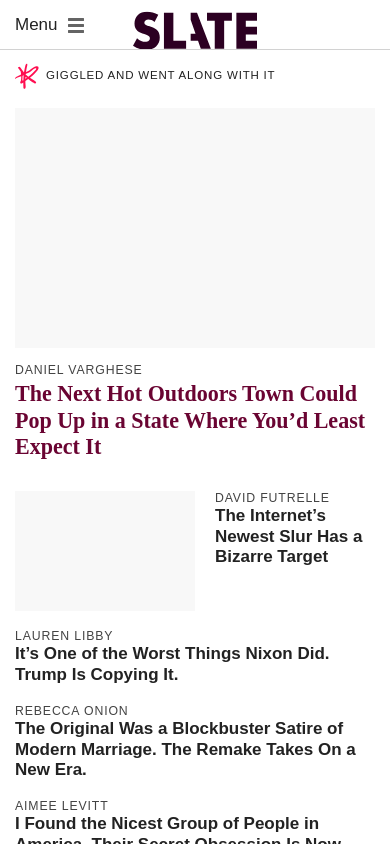 Menu
SLATE
GIGGLED AND WENT ALONG WITH IT
DANIEL VARGHESE
The Next Hot Outdoors Town Could
Pop Up in a State Where You’d Least
Expect It
DAVID FUTRELLE
The Internet’s
Newest Slur Has a
Bizarre Target
LAUREN LIBBY
It’s One of the Worst Things Nixon Did.
Trump Is Copying It.
REBECCA ONION
The Original Was a Blockbuster Satire of
Modern Marriage. The Remake Takes On a
New Era.
AIMEE LEVITT
I Found the Nicest Group of People in
America. Their Secret Obsession Is Now